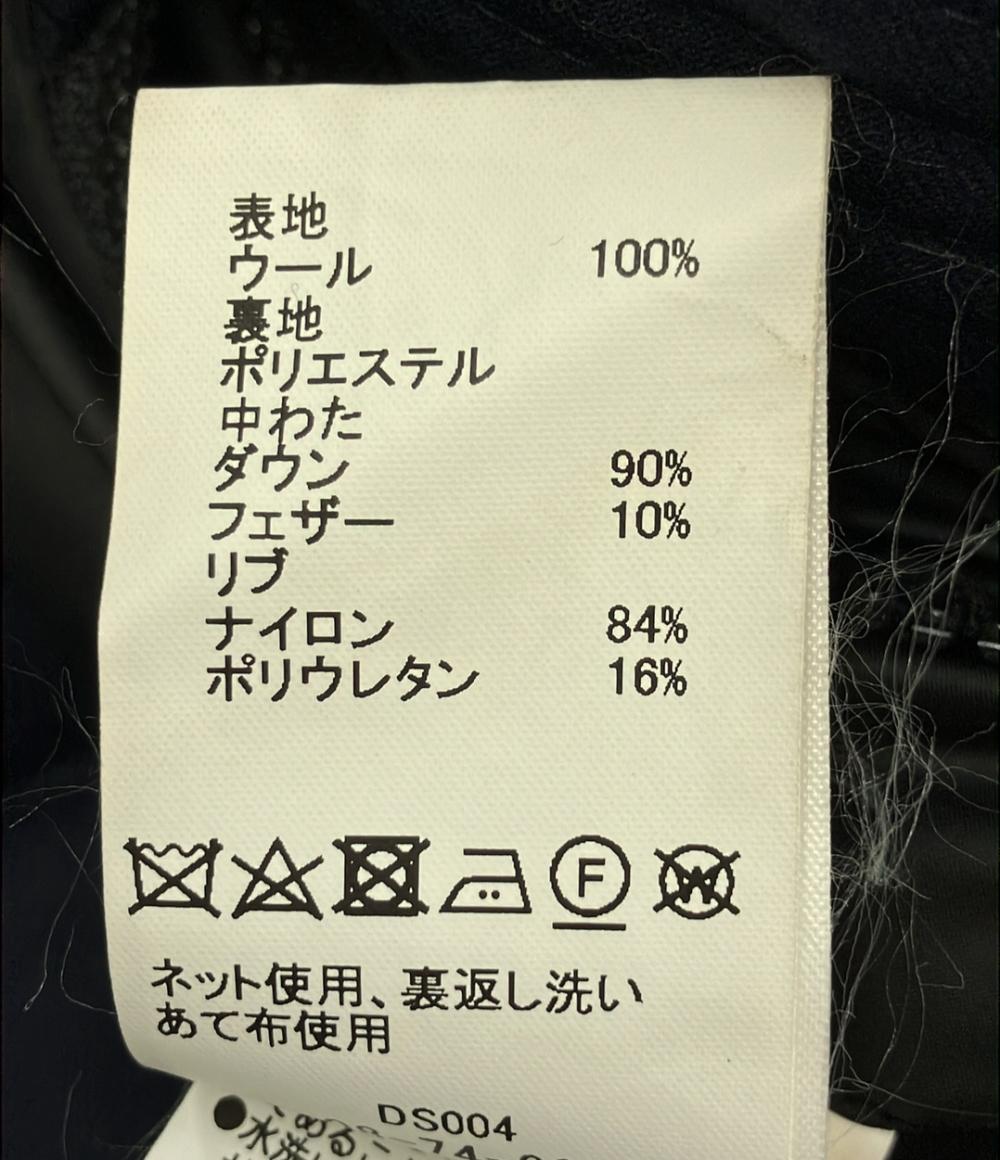 表地
ウール 100%
裏地
ポリエステル
中わた
ダウン 90%
フェザー 10%
リブ
ナイロン 84%
ポリウレタン 16%
F
W
ネット使用、裏返し洗い
あて布使用
DS004